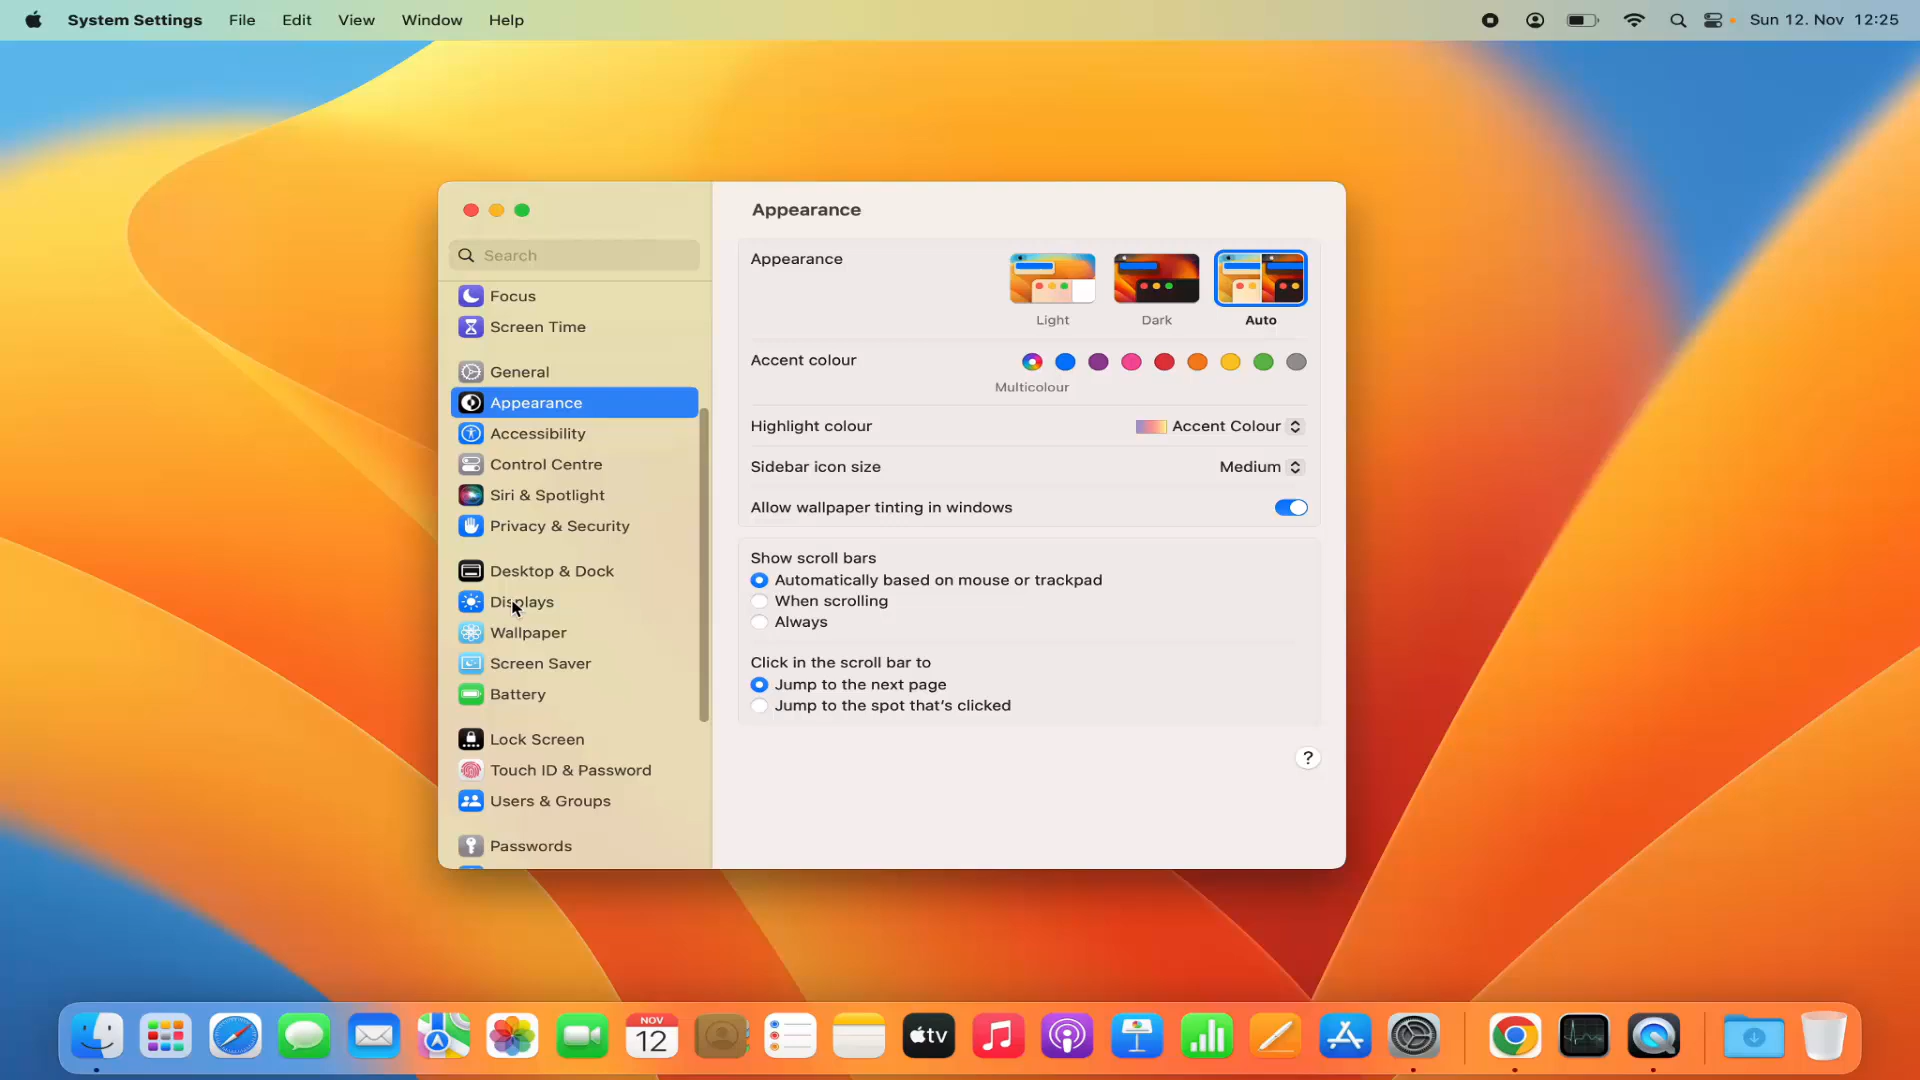 System Settings File Edit View Window Help Sun 12. Nov 12:25
Search
Focus
Screen Time
General
Appearance
Accessibility
Control Centre
Siri & Spotlight
Privacy & Security
Desktop & Dock
Displays
Wallpaper
Screen Saver
Battery
Lock Screen
Touch ID & Password
Users & Groups
Passwords
Appearance
Appearance
Light Dark Auto
Accent colour
Multicolour
Highlight colour Accent Colour
Sidebar icon size Medium
Allow wallpaper tinting in windows
Show scroll bars
Automatically based on mouse or trackpad
When scrolling
Always
Click in the scroll bar to
Jump to the next page
Jump to the spot that's clicked
?
NOV
12
tv